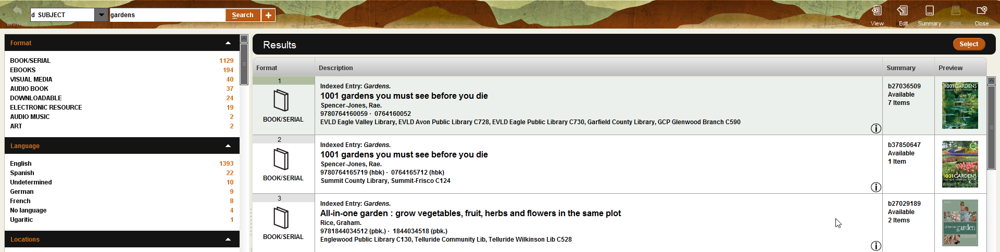 d SUBJECT
gardens
Search
View
Edit
Summary
Print
Close
Format
BOOK/SERIAL 1129
EBOOKS 194
VISUAL MEDIA 40
AUDIO BOOK 37
DOWNLOADABLE 24
ELECTRONIC RESOURCE 19
AUDIO MUSIC 2
ART 2
Language
English 1393
Spanish 22
Undetermined 10
German 9
French 8
No language 4
Ugaritic 1
Locations
Results
Select
Format Description Summary Preview
1
BOOK/SERIAL
Indexed Entry: Gardens.
1001 gardens you must see before you die
Spencer-Jones, Rae.
9780764160059 · 0764160052
EVLD Eagle Valley Library, EVLD Avon Public Library C728, EVLD Eagle Public Library C730, Garfield County Library, GCP Glenwood Branch C590
b27036509
Available
7 Items
1001 GARDENS
2
BOOK/SERIAL
Indexed Entry: Gardens.
1001 gardens you must see before you die
Spencer-Jones, Rae.
9780764165719 (hbk) · 0764165712 (hbk)
Summit County Library, Summit-Frisco C124
b37850647
Available
1 Item
1001 GARDENS
3
BOOK/SERIAL
Indexed Entry: Gardens.
All-in-one garden : grow vegetables, fruit, herbs and flowers in the same plot
Rice, Graham.
9781844034512 (pbk.) · 1844034518 (pbk.)
Englewood Public Library C130, Telluride Community Lib, Telluride Wilkinson Lib C528
b27029189
Available
2 Items
all-in-one garden